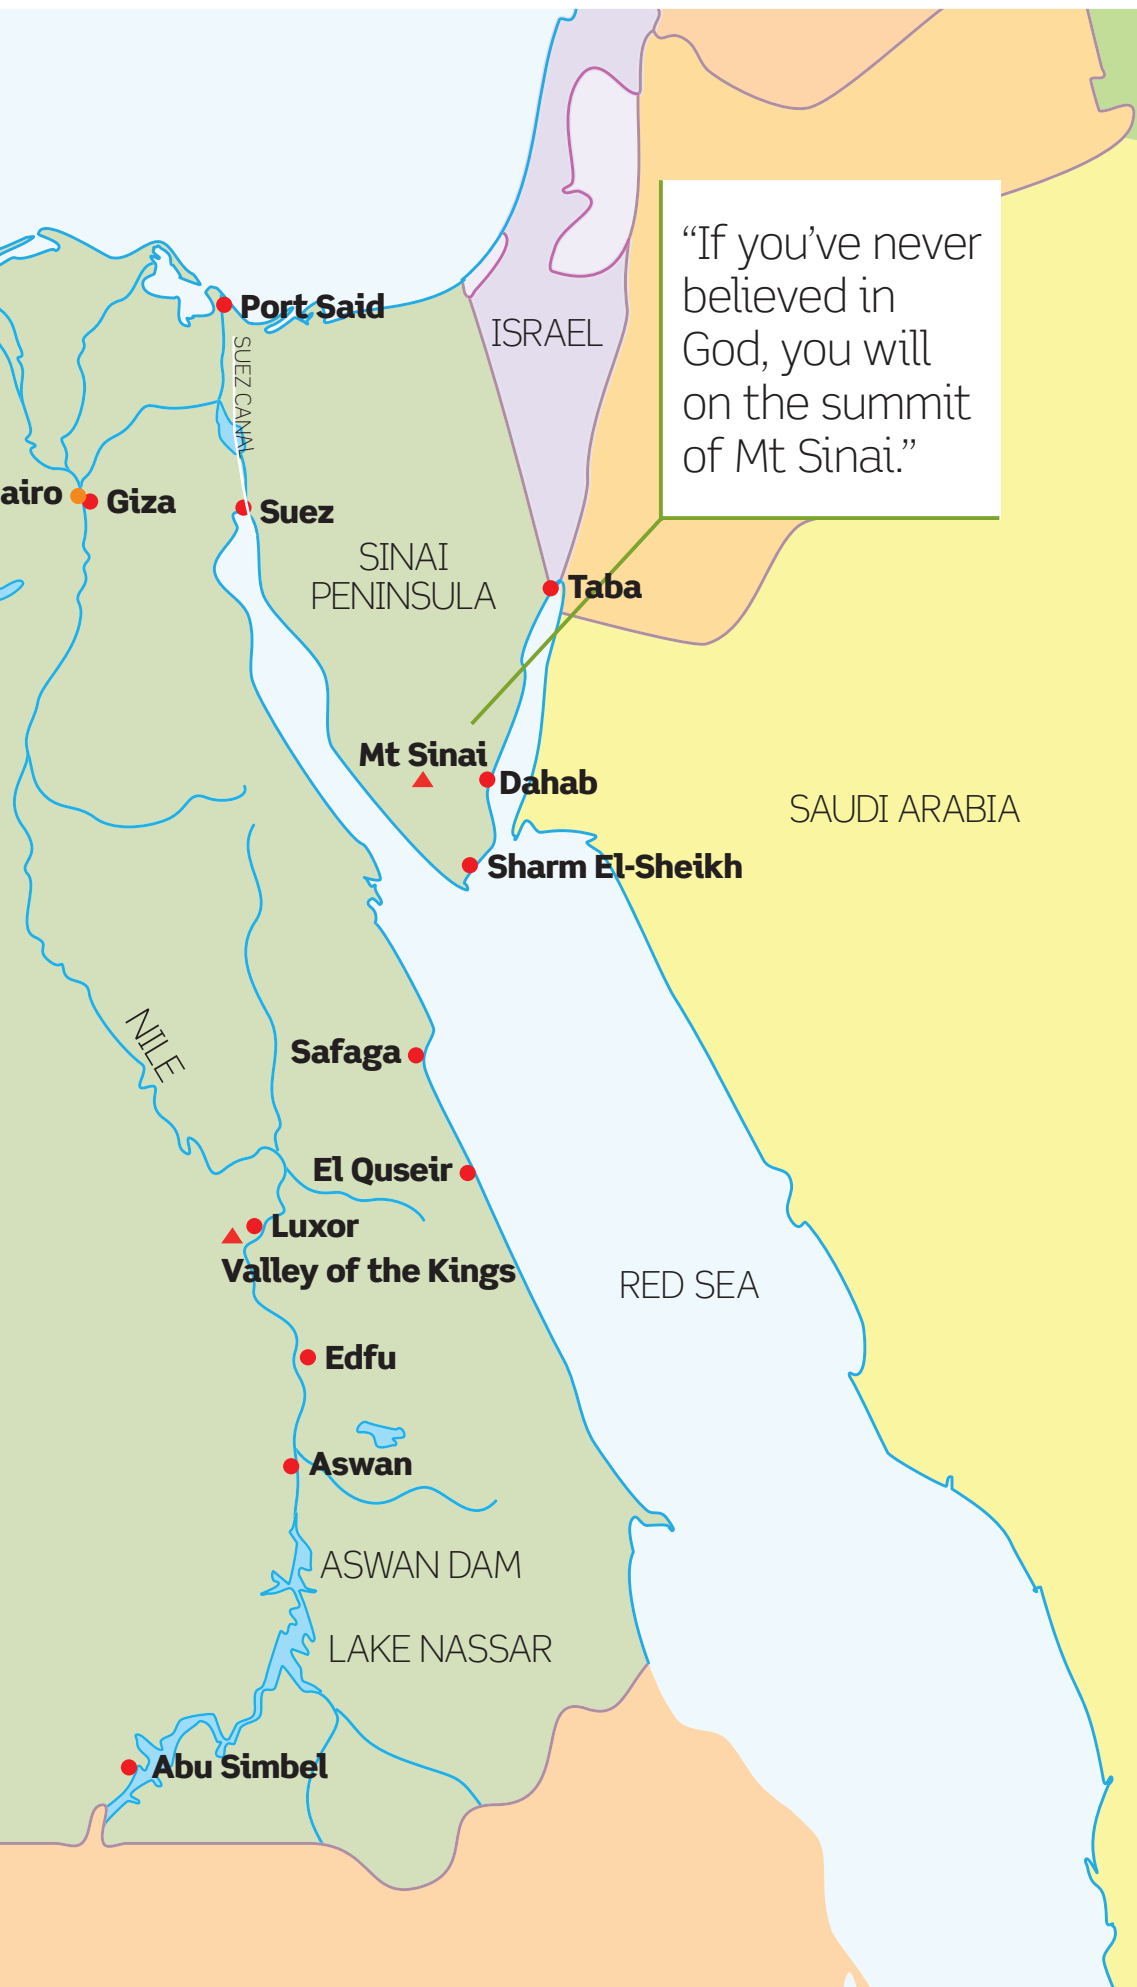 “If you’ve never
believed in
God, you will
on the summit
of Mt Sinai.”
Port Said
ISRAEL
SUEZ CANAL
airo
Giza
Suez
SINAI
PENINSULA
Taba
Mt Sinai
Dahab
SAUDI ARABIA
Sharm El-Sheikh
NILE
Safaga
El Quseir
Luxor
Valley of the Kings
RED SEA
Edfu
Aswan
ASWAN DAM
LAKE NASSAR
Abu Simbel